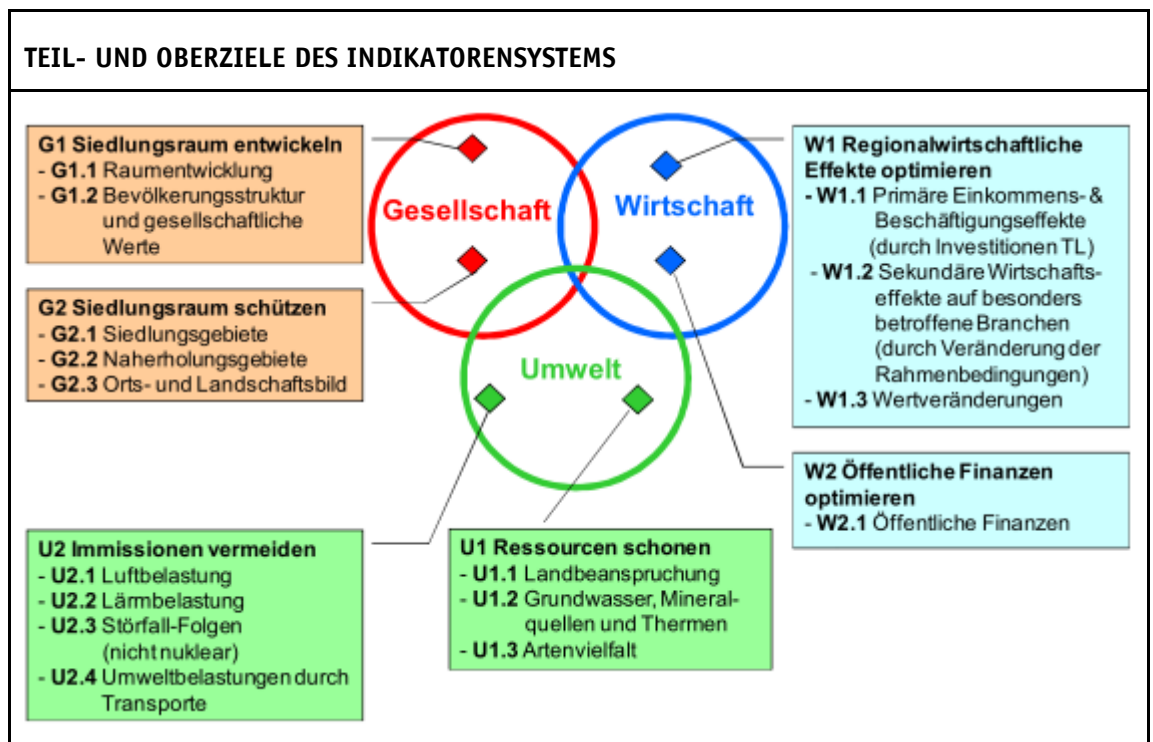 TEIL- UND OBERZIELE DES INDIKATORENSYSTEMS
G1 Siedlungsraum entwickeln
- G1.1 Raumentwicklung
- G1.2 Bevölkerungsstruktur
und gesellschaftliche
Werte
G2 Siedlungsraum schützen
- G2.1 Siedlungsgebiete
- G2.2 Naherholungsgebiete
- G2.3 Orts- und Landschaftsbild
Gesellschaft
Wirtschaft
Umwelt
W1 Regionalwirtschaftliche
Effekte optimieren
- W1.1 Primäre Einkommens- &
Beschäftigungseffekte
(durch Investitionen TL)
- W1.2 Sekundäre Wirtschafts-
effekte auf besonders
betroffene Branchen
(durch Veränderung der
Rahmenbedingungen)
- W1.3 Wertveränderungen
W2 Öffentliche Finanzen
optimieren
- W2.1 Öffentliche Finanzen
U2 Immissionen vermeiden
- U2.1 Luftbelastung
- U2.2 Lärmbelastung
- U2.3 Störfall-Folgen
(nicht nuklear)
- U2.4 Umweltbelastungen durch
Transporte
U1 Ressourcen schonen
- U1.1 Landbeanspruchung
- U1.2 Grundwasser, Mineral-
quellen und Thermen
- U1.3 Artenvielfalt